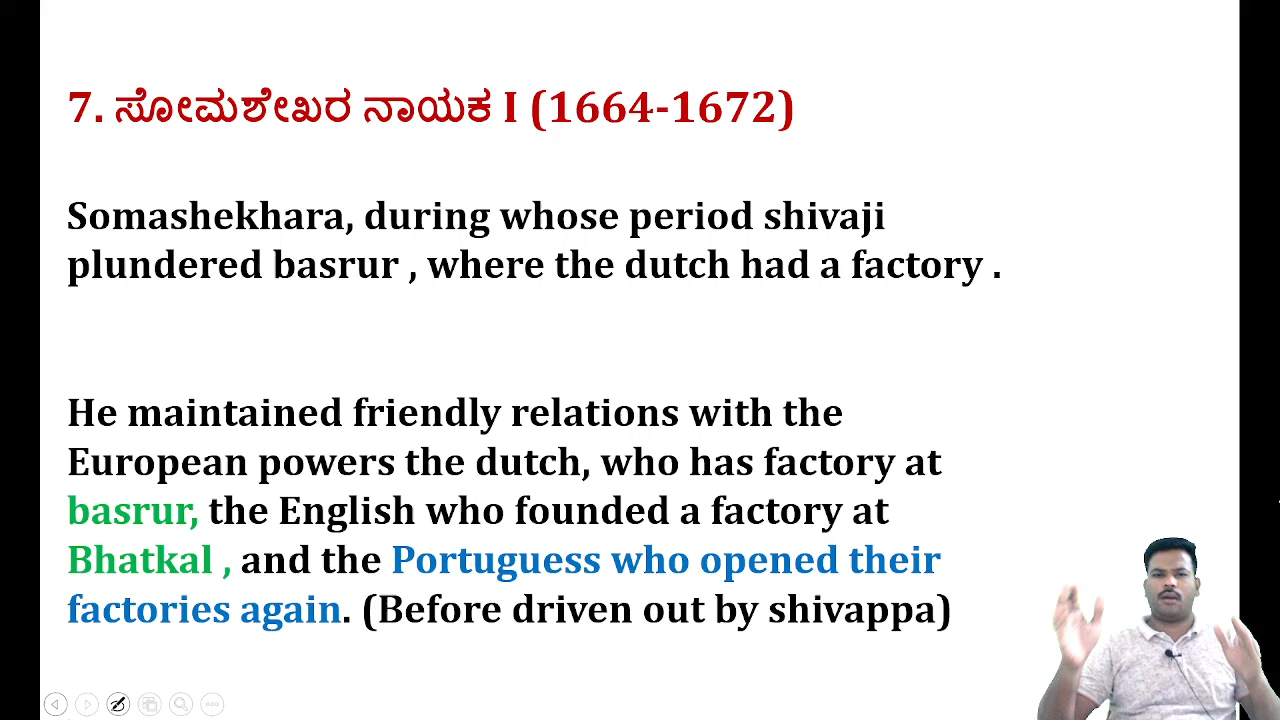 7. ಸೋಮಶೇಖರ ನಾಯಕ I (1664-1672)
Somashekhara, during whose period shivaji
plundered basrur , where the dutch had a factory .
He maintained friendly relations with the
European powers the dutch, who has factory at
basrur, the English who founded a factory at
Bhatkal , and the Portuguess who opened their
factories again. (Before driven out by shivappa)